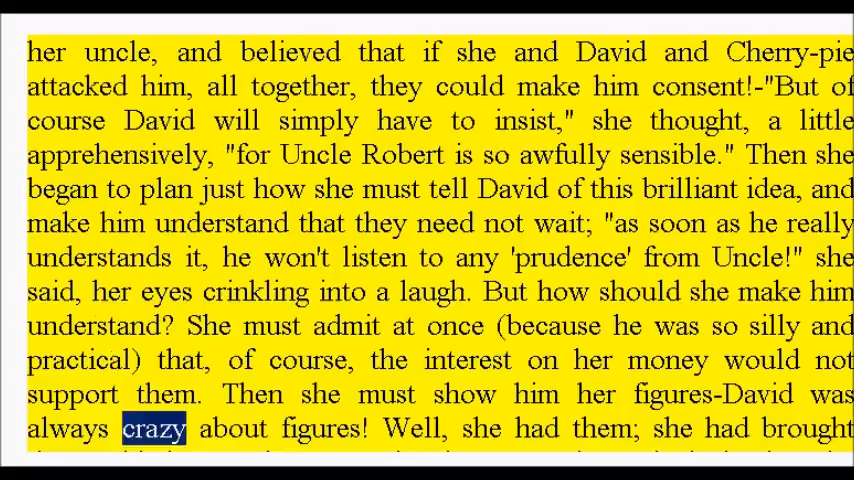 her uncle, and believed that if she and David and Cherry-pie
attacked him, all together, they could make him consent!-"But of
course David will simply have to insist," she thought, a little
apprehensively, "for Uncle Robert is so awfully sensible." Then she
began to plan just how she must tell David of this brilliant idea, and
make him understand that they need not wait; "as soon as he really
understands it, he won't listen to any 'prudence' from Uncle!" she
said, her eyes crinkling into a laugh. But how should she make him
understand? She must admit at once (because he was so silly and
practical) that, of course, the interest on her money would not
support them. Then she must show him her figures-David was
always crazy about figures! Well, she had them; she had brought